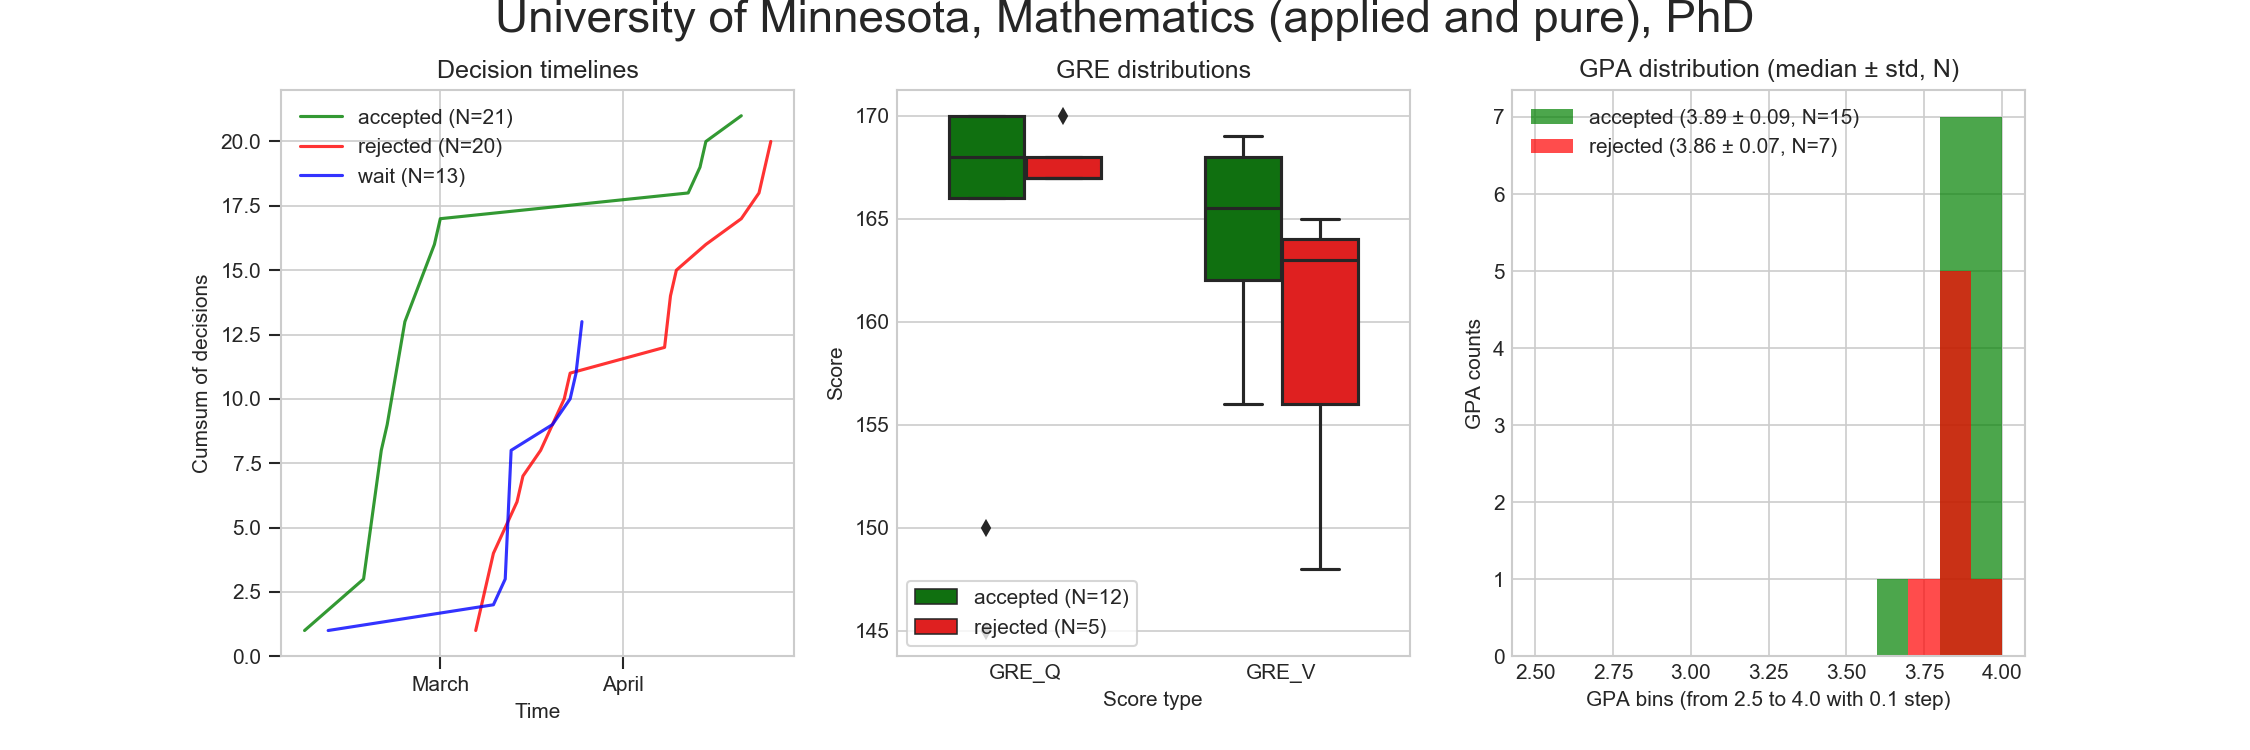 University of Minnesota, Mathematics (applied and pure), PhD
Decision timelines
accepted (N=21)
rejected (N=20)
wait (N=13)
20.0
17.5
15.0
12.5
10.0
7.5
5.0
2.5
0.0
Cumsum of decisions
March
April
Time
GRE distributions
170
165
160
155
150
145
Score
accepted (N=12)
rejected (N=5)
GRE_Q
GRE_V
Score type
GPA distribution (median ± std, N)
accepted (3.89 ± 0.09, N=15)
rejected (3.86 ± 0.07, N=7)
7
6
5
4
3
2
1
0
GPA counts
2.50 2.75 3.00 3.25 3.50 3.75 4.00
GPA bins (from 2.5 to 4.0 with 0.1 step)